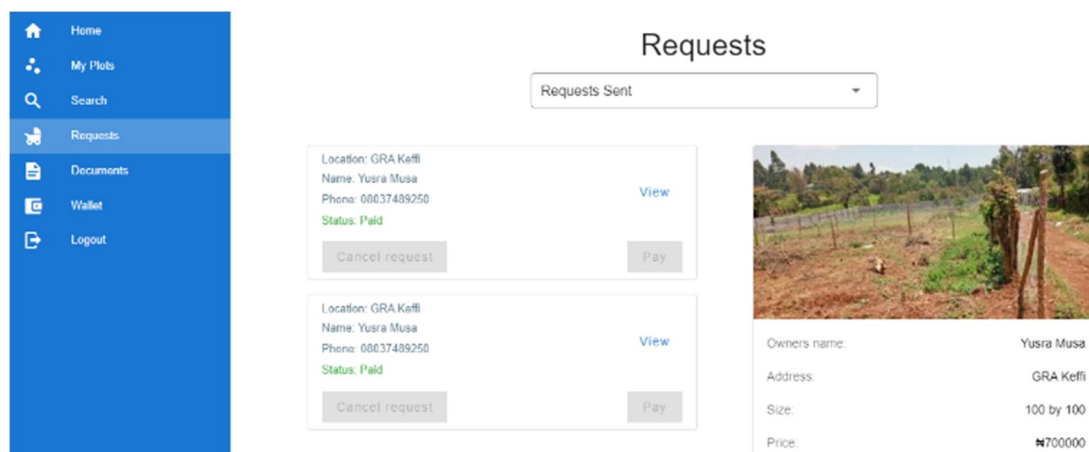 Home
My Plots
Search
Requests
Documents
Wallet
Logout
Requests
Requests Sent
Location: GRA Keffi
Name: Yusra Musa
Phone: 08037489250
Status: Paid
View
Cancel request
Pay
Location: GRA Keffi
Name: Yusra Musa
Phone: 08037489250
Status: Paid
View
Cancel request
Pay
Owners name: Yusra Musa
Address: GRA Keffi
Size: 100 by 100
Price: ₦700000